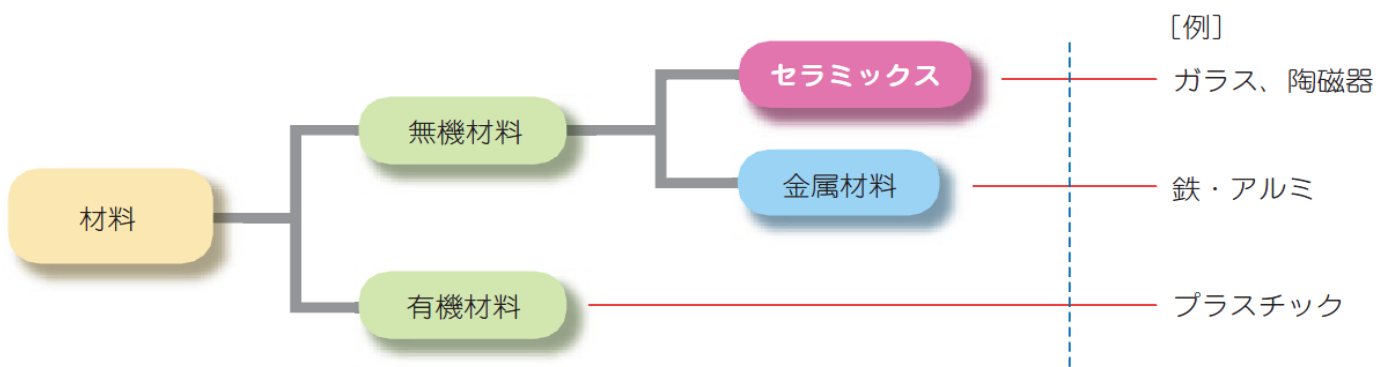 [例]
セラミックス
ガラス、陶磁器
無機材料
金属材料
鉄・アルミ
材料
有機材料
プラスチック